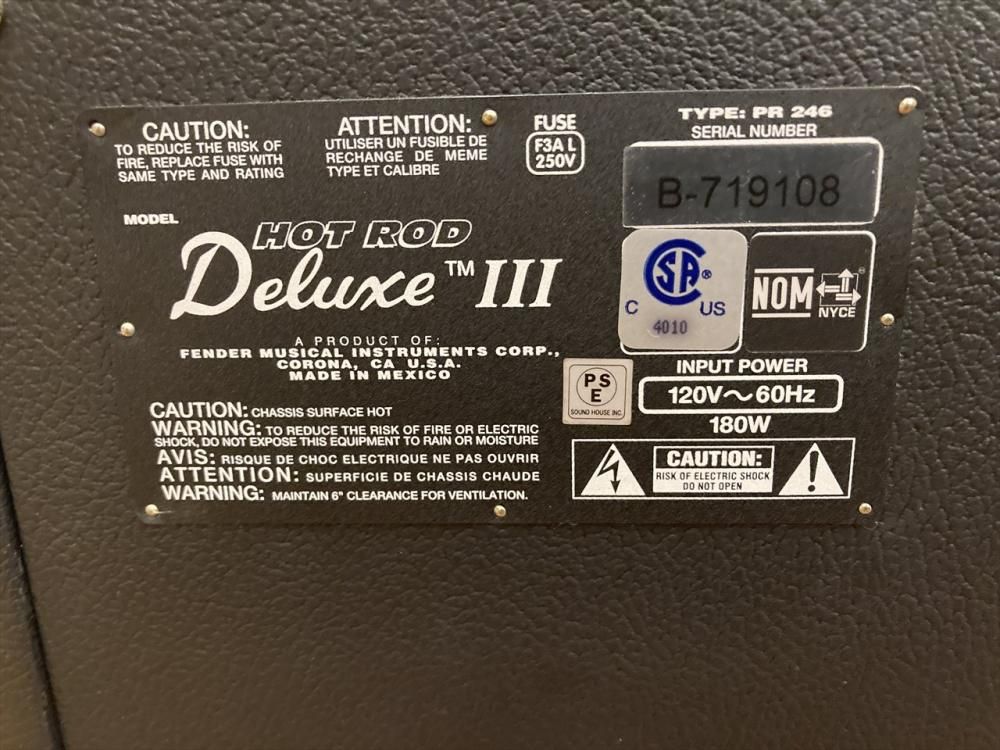 CAUTION:
TO REDUCE THE RISK OF
FIRE, REPLACE FUSE WITH
SAME TYPE AND RATING
ATTENTION:
UTILISER UN FUSIBLE DE
RECHANGE DE MEME
TYPE ET CALIBRE
FUSE
F3A L
250V
TYPE: PR 246
SERIAL NUMBER
B-719108
MODEL
HOT ROD
Deluxe™ III
A PRODUCT OF:
FENDER MUSICAL INSTRUMENTS CORP.,
CORONA, CA U.S.A.
MADE IN MEXICO
CSA®
C US
4010
NOM
NYCE
PS
E
SOUND HOUSE INC.
INPUT POWER
120V～60Hz
180W
CAUTION: CHASSIS SURFACE HOT
WARNING: TO REDUCE THE RISK OF FIRE OR ELECTRIC
SHOCK, DO NOT EXPOSE THIS EQUIPMENT TO RAIN OR MOISTURE
AVIS: RISQUE DE CHOC ELECTRIQUE NE PAS OUVRIR
ATTENTION: SUPERFICIE DE CHASSIS CHAUDE
WARNING: MAINTAIN 6" CLEARANCE FOR VENTILATION.
CAUTION:
RISK OF ELECTRIC SHOCK
DO NOT OPEN